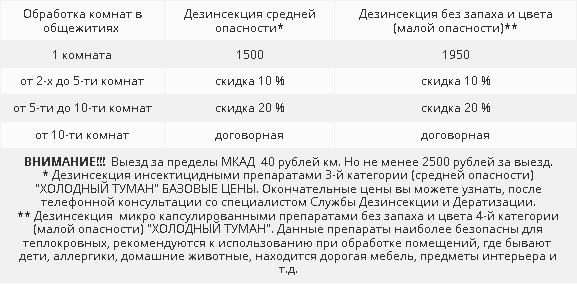 Обработка комнат в общежитиях
Дезинсекция средней опасности*
Дезинсекция без запаха и цвета (малой опасности)**
1 комната 1500 1950
от 2-х до 5-ти комнат скидка 10 % скидка 10 %
от 5-ти до 10-ти комнат скидка 20 % скидка 20 %
от 10-ти комнат договорная договорная
ВНИМАНИЕ!!! Выезд за пределы МКАД 40 рублей км. Но не менее 2500 рублей за выезд.
* Дезинсекция инсектицидными препаратами 3-й категории (средней опасности)
"ХОЛОДНЫЙ ТУМАН" БАЗОВЫЕ ЦЕНЫ. Окончательные цены вы можете узнать, после
телефонной консультации со специалистом Службы Дезинсекции и Дератизации.
** Дезинсекция микро капсулированными препаратами без запаха и цвета 4-й категории
(малой опасности) "ХОЛОДНЫЙ ТУМАН". Данные препараты наиболее безопасны для
теплокровных, рекомендуются к использованию при обработке помещений, где бывают
дети, аллергики, домашние животные, находится дорогая мебель, предметы интерьера и
т.д.